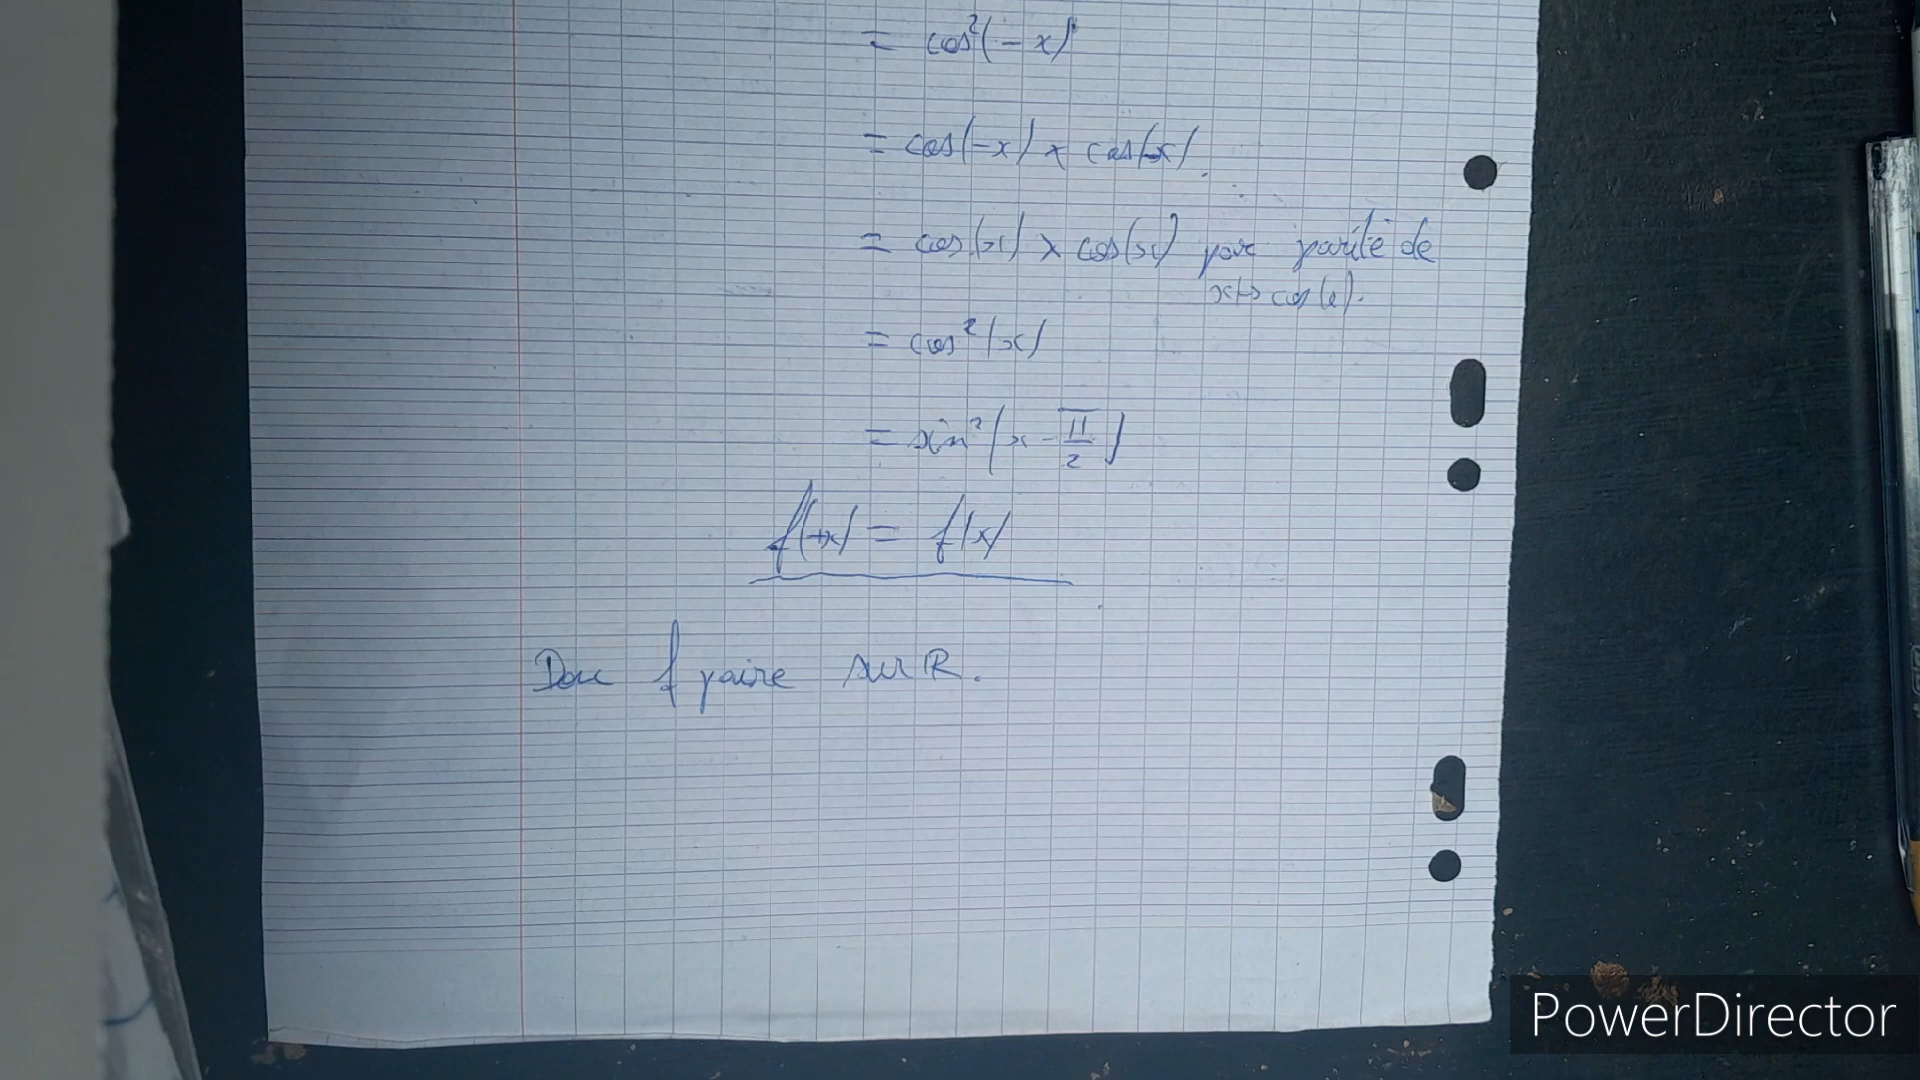 = cos²(-x)
= cos(-x) × cos(-x)
= cos(x) × cos(x) par parité de
x↦cos(x).
= cos²(x)
= sin²(x - π/2)
f(-x) = f(x)
Donc f paire sur ℝ.
PowerDirector